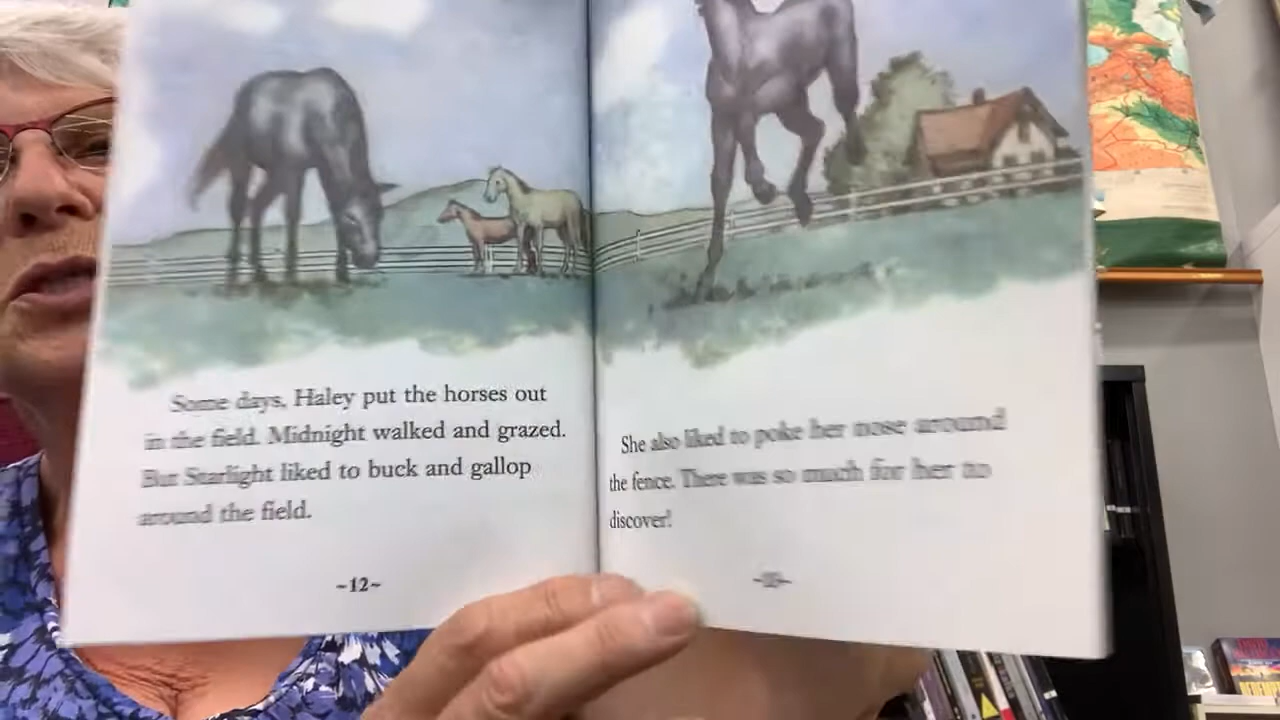 Some days, Haley put the horses out
in the field. Midnight walked and grazed.
But Starlight liked to buck and gallop
around the field.
~12~
She also liked to poke her nose around
the fence. There was so much for her to
discover!